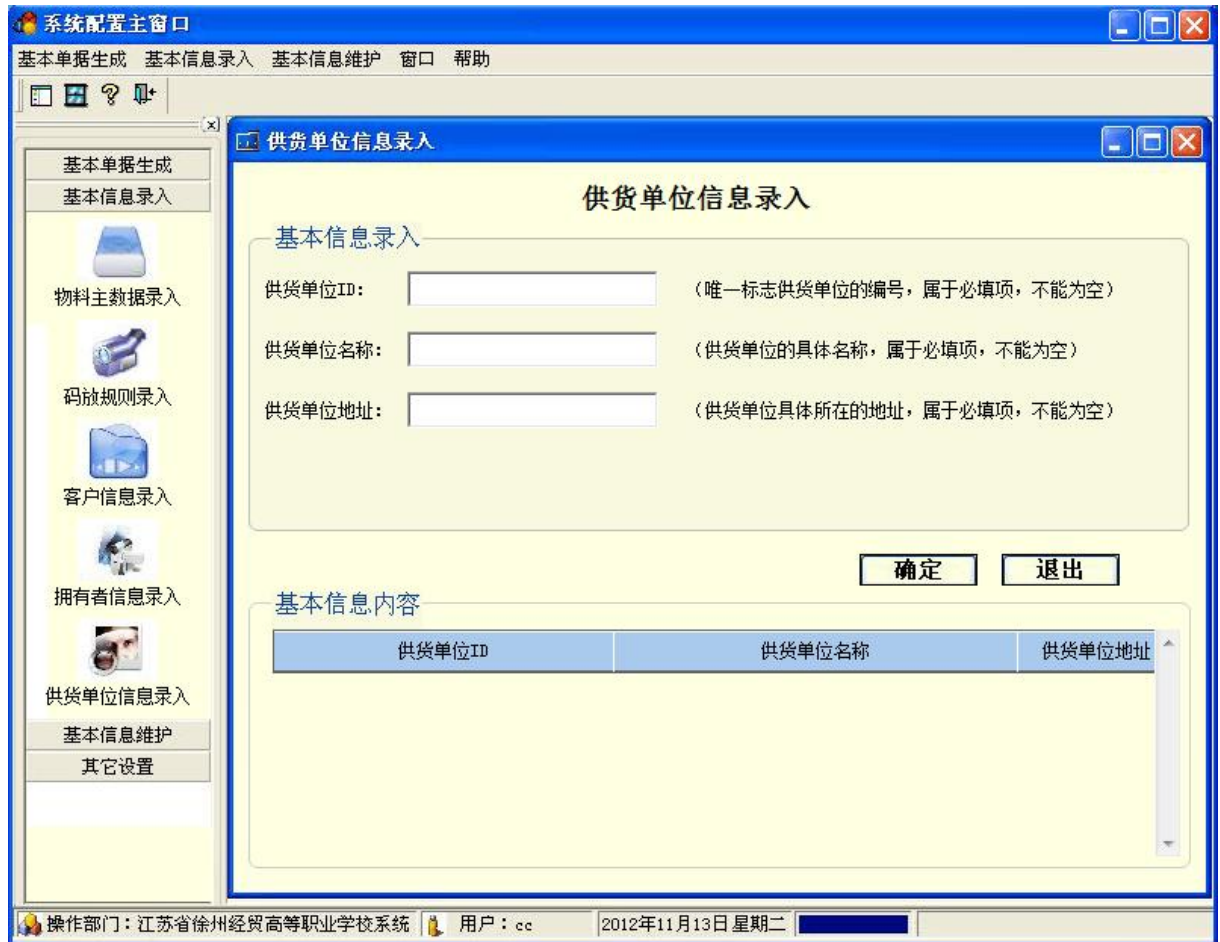 系统配置主窗口
基本单据生成 基本信息录入 基本信息维护 窗口 帮助
基本单据生成
基本信息录入
物料主数据录入
码放规则录入
客户信息录入
拥有者信息录入
供货单位信息录入
基本信息维护
其它设置
供货单位信息录入
供货单位信息录入
基本信息录入
供货单位ID: (唯一标志供货单位的编号，属于必填项，不能为空)
供货单位名称: (供货单位的具体名称，属于必填项，不能为空)
供货单位地址: (供货单位具体所在的地址，属于必填项，不能为空)
确定 退出
基本信息内容
供货单位ID 供货单位名称 供货单位地址
操作部门：江苏省徐州经贸高等职业学校系统 用户：cc 2012年11月13日星期二